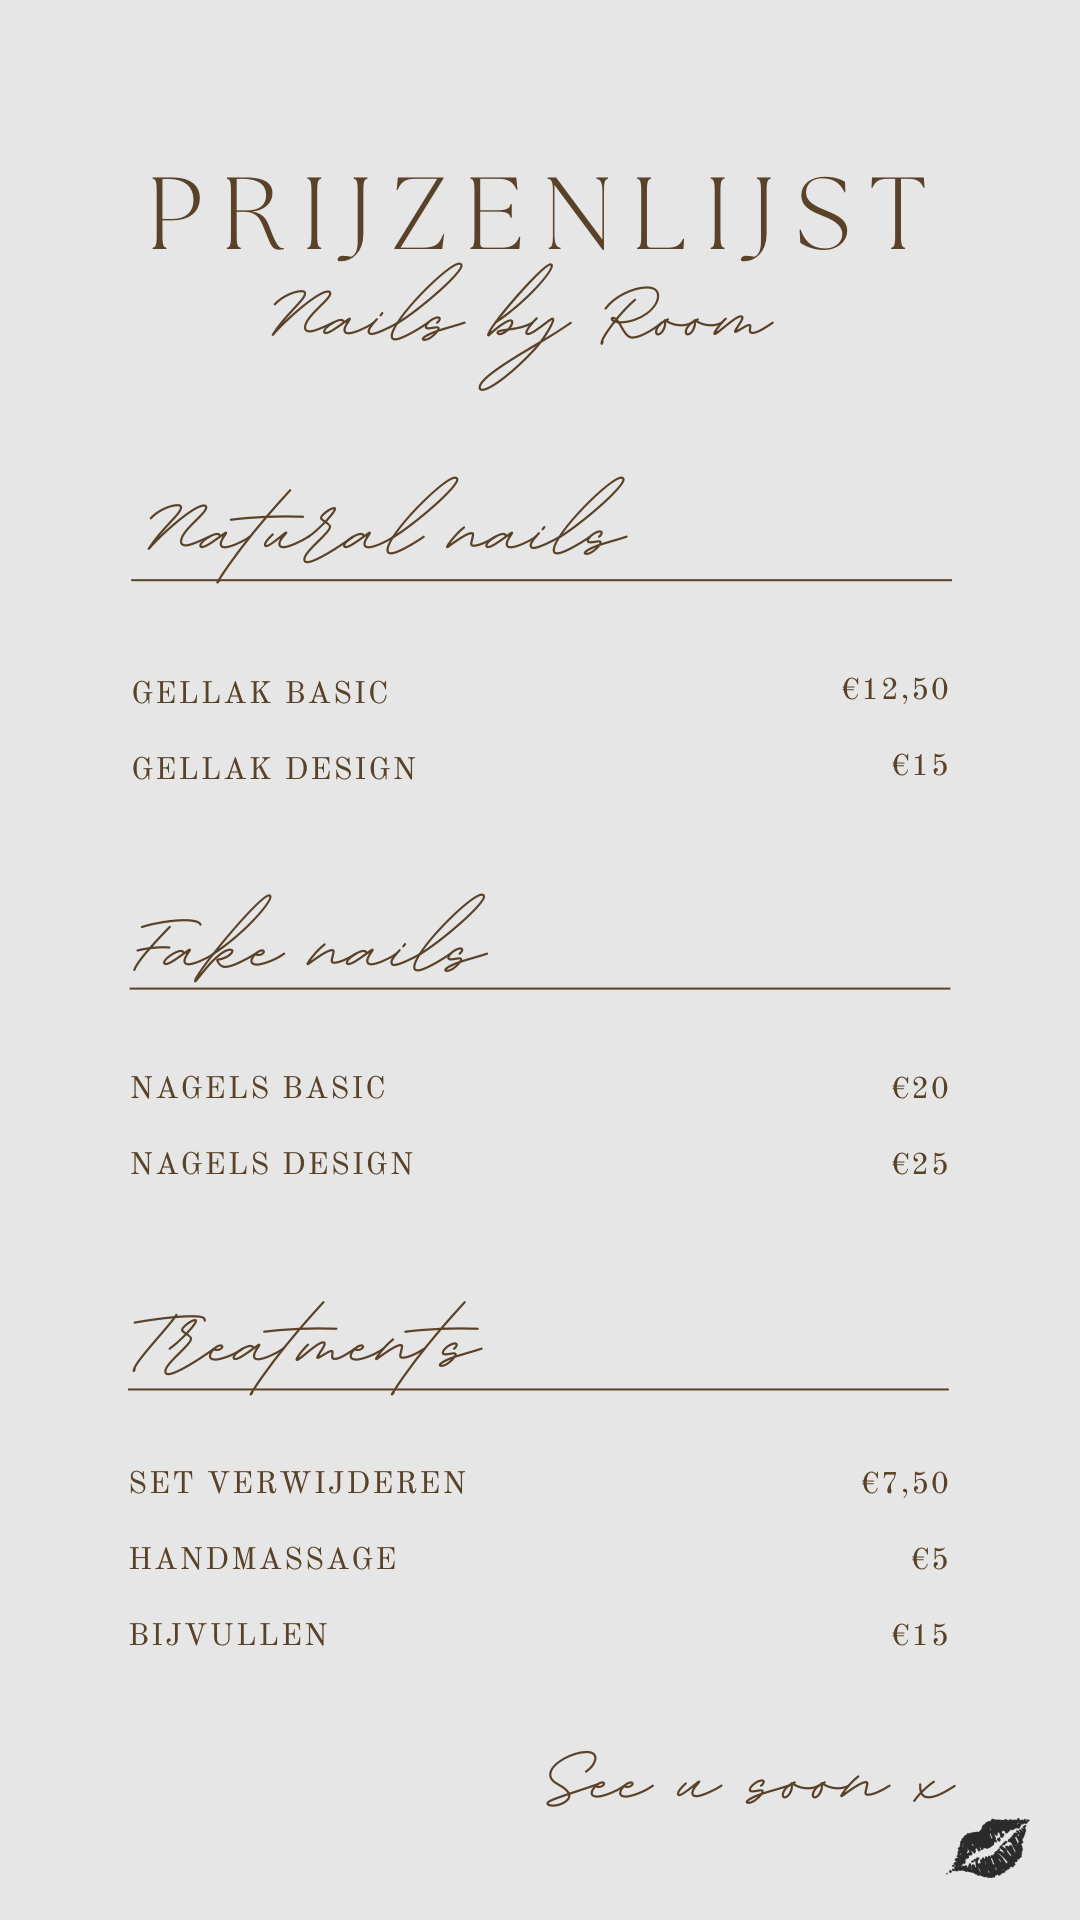 PRIJZENLIJST
Nails by Room
Natural nails
GELLAK BASIC €12,50
GELLAK DESIGN €15
Fake nails
NAGELS BASIC €20
NAGELS DESIGN €25
Treatments
SET VERWIJDEREN €7,50
HANDMASSAGE €5
BIJVULLEN €15
See u soon x